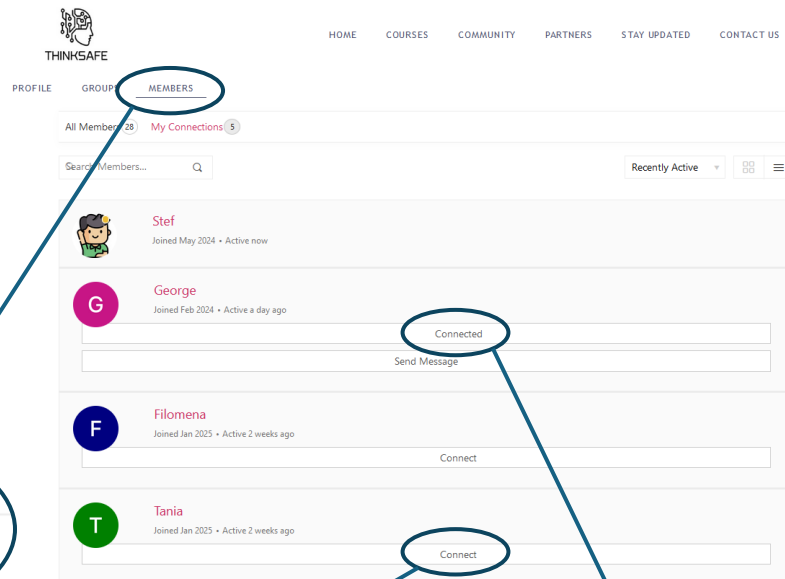 THINKSAFE
HOME COURSES COMMUNITY PARTNERS STAY UPDATED CONTACT US
PROFILE GROUPS MEMBERS
All Members 28 My Connections 5
Search Members...
Recently Active
Stef
Joined May 2024 • Active now
G
George
Joined Feb 2024 • Active a day ago
Connected
Send Message
F
Filomena
Joined Jan 2025 • Active 2 weeks ago
Connect
T
Tania
Joined Jan 2025 • Active 2 weeks ago
Connect